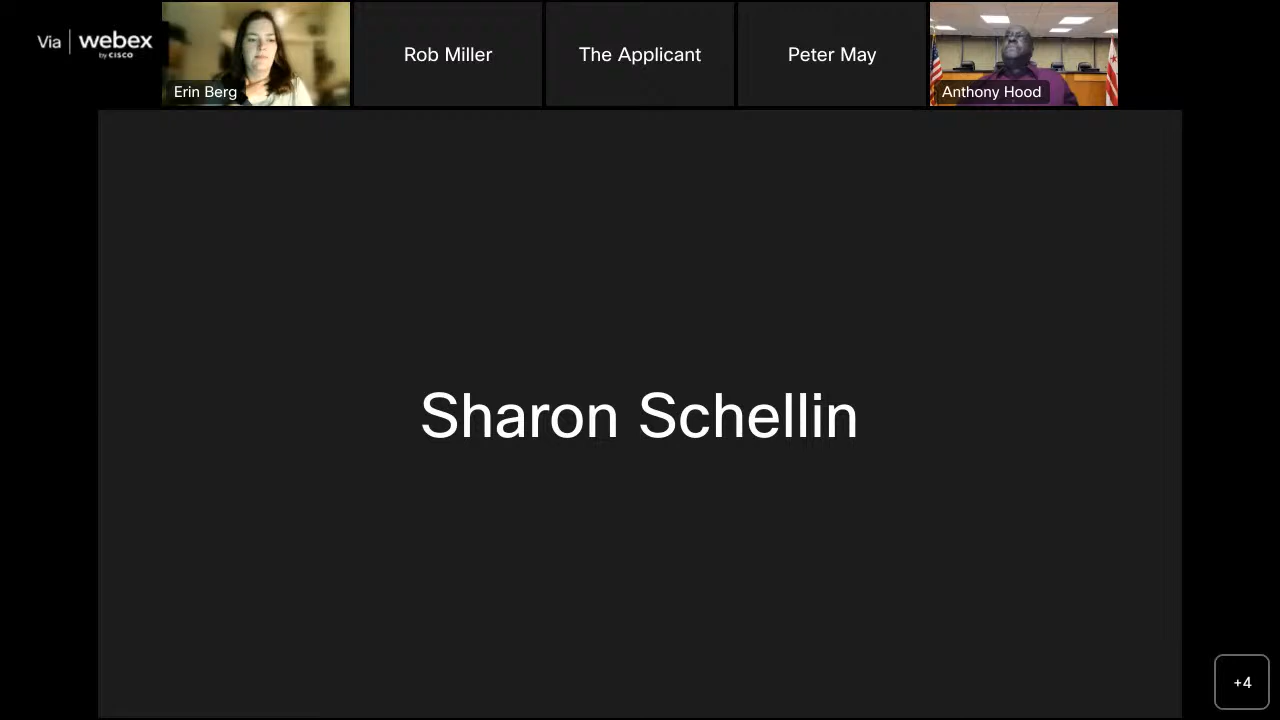 Via webex
by CISCO
Erin Berg
Rob Miller
The Applicant
Peter May
Anthony Hood
Sharon Schellin
+4